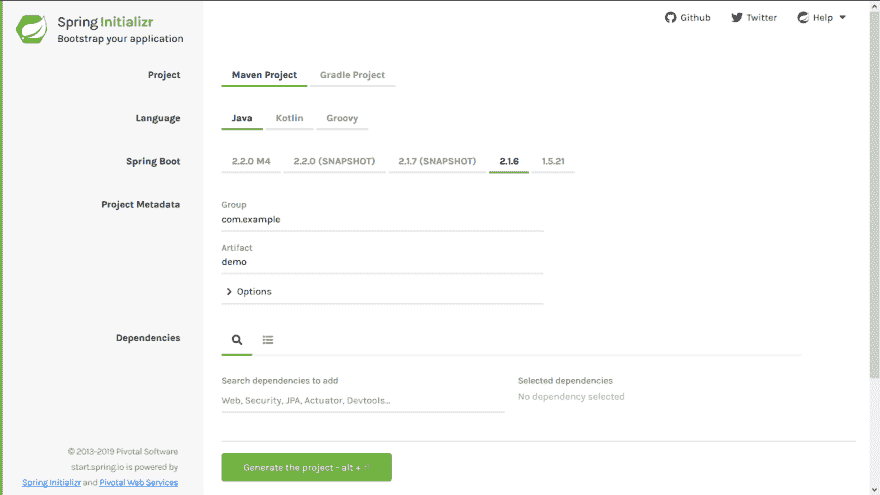 Spring Initializr
Bootstrap your application
Github Twitter Help
Project
Maven Project Gradle Project
Language
Java Kotlin Groovy
Spring Boot
2.2.0 M4 2.2.0 (SNAPSHOT) 2.1.7 (SNAPSHOT) 2.1.6 1.5.21
Project Metadata
Group
com.example
Artifact
demo
Options
Dependencies
Search dependencies to add
Web, Security, JPA, Actuator, Devtools...
Selected dependencies
No dependency selected
© 2013-2019 Pivotal Software
start.spring.io is powered by
Spring Initializr and Pivotal Web Services
Generate the project - alt +